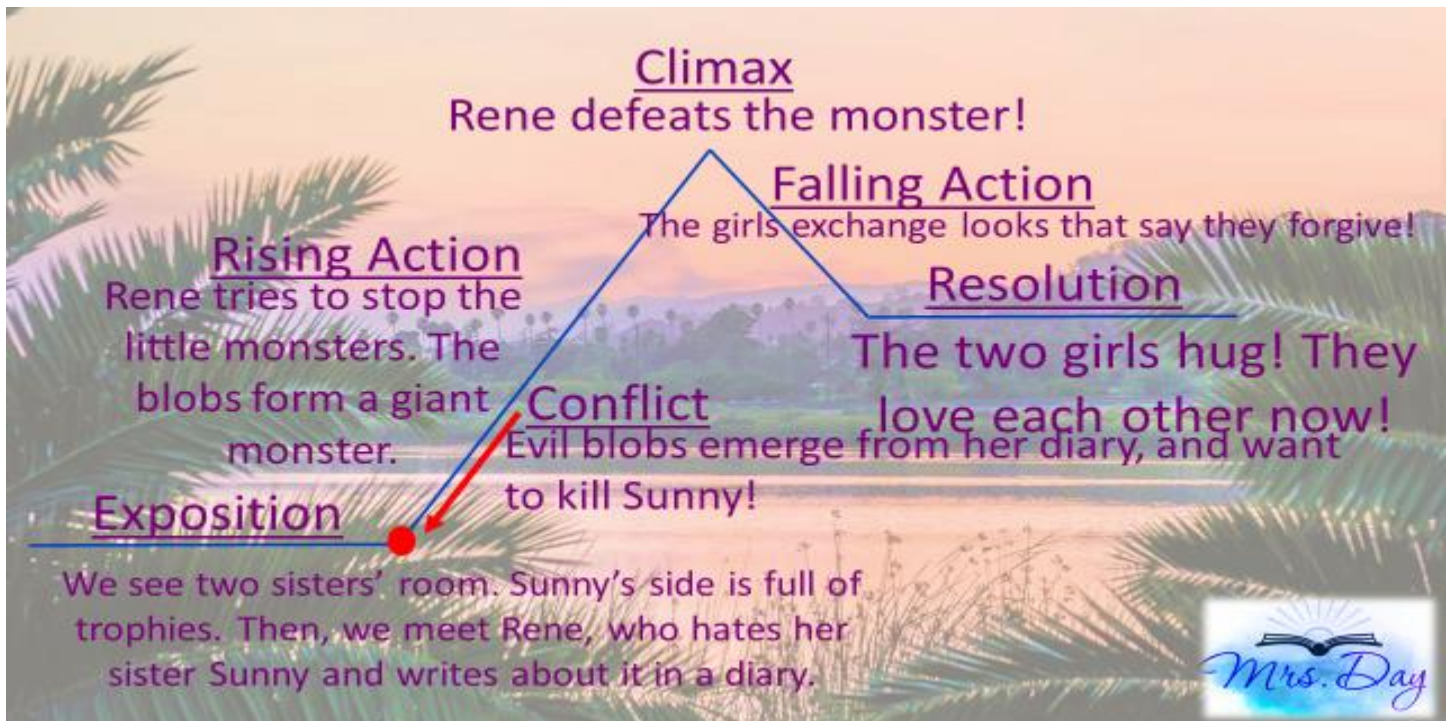 Climax
Rene defeats the monster!
Falling Action
The girls exchange looks that say they forgive!
Rising Action
Rene tries to stop the
little monsters. The
blobs form a giant
monster.
Resolution
The two girls hug! They
love each other now!
Conflict
Evil blobs emerge from her diary, and want
to kill Sunny!
Exposition
We see two sisters’ room. Sunny’s side is full of
trophies. Then, we meet Rene, who hates her
sister Sunny and writes about it in a diary.
Mrs. Day